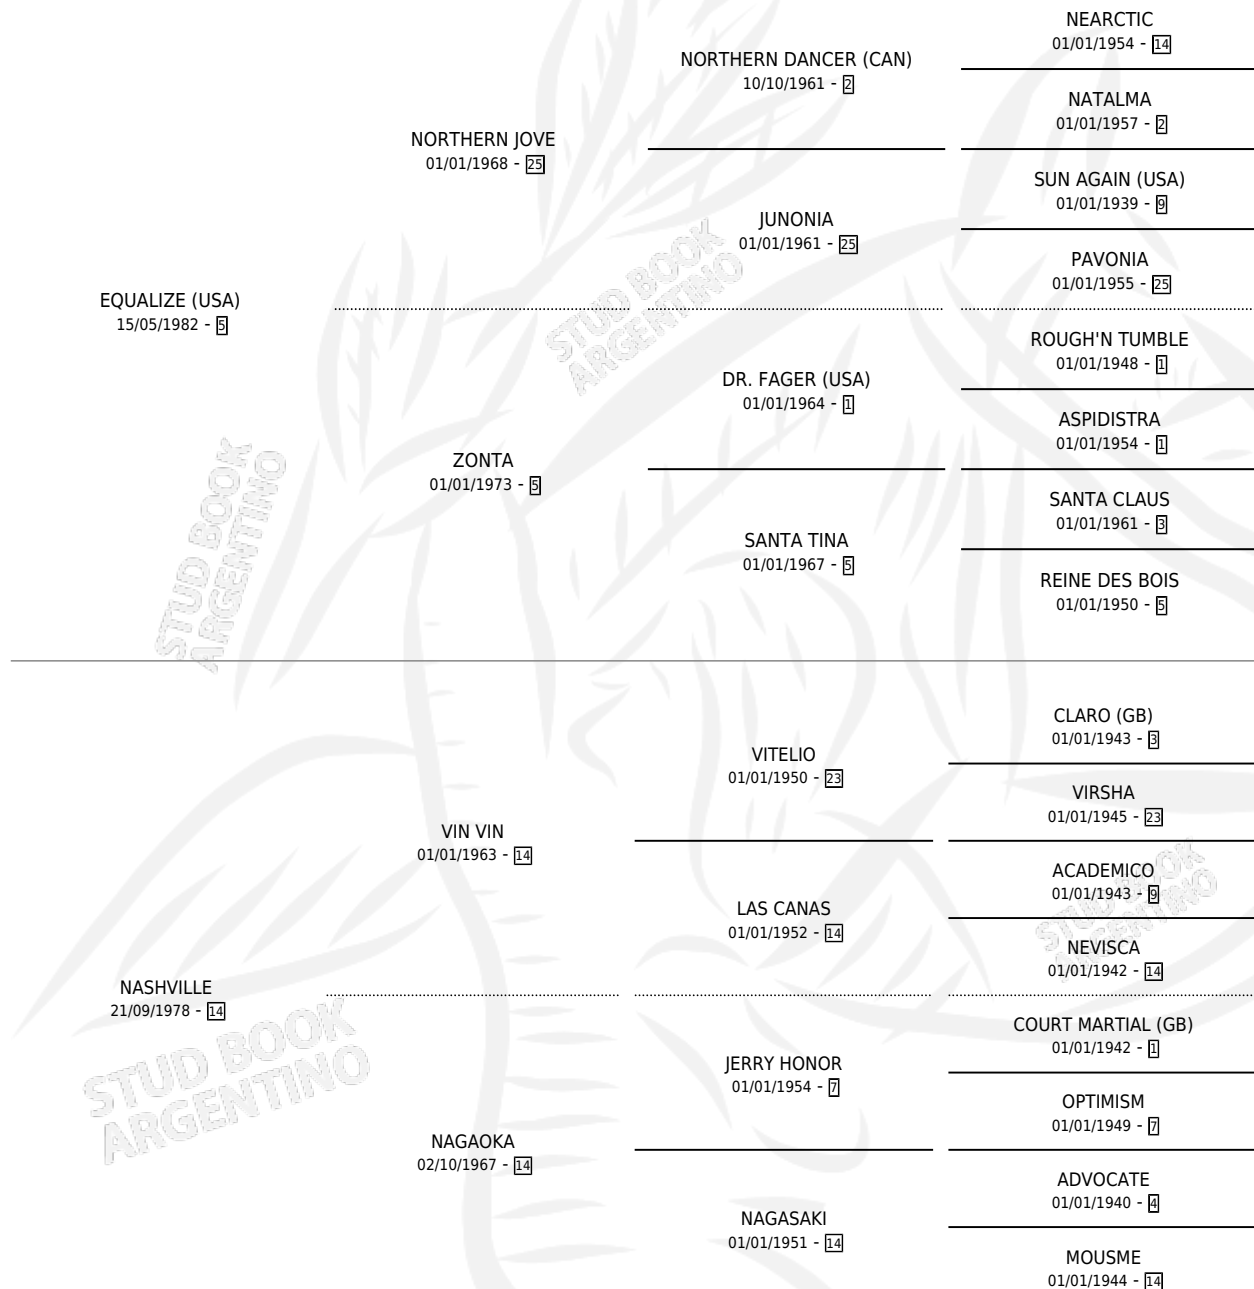 NEARCTIC
01/01/1954 - 14
NORTHERN DANCER (CAN)
10/10/1961 - 2
NATALMA
01/01/1957 - 2
NORTHERN JOVE
01/01/1968 - 25
SUN AGAIN (USA)
01/01/1939 - 9
JUNONIA
01/01/1961 - 25
PAVONIA
01/01/1955 - 25
EQUALIZE (USA)
15/05/1982 - 5
STUD BOOK
ARGENTINO
ROUGH'N TUMBLE
01/01/1948 - 1
DR. FAGER (USA)
01/01/1964 - 1
ASPIDISTRA
01/01/1954 - 1
ZONTA
01/01/1973 - 5
SANTA CLAUS
01/01/1961 - 3
SANTA TINA
01/01/1967 - 5
REINE DES BOIS
01/01/1950 - 5
STUD BOOK
ARGENTINO
CLARO (GB)
01/01/1943 - 3
VITELIO
01/01/1950 - 23
VIRSHA
01/01/1945 - 23
VIN VIN
01/01/1963 - 14
ACADEMICO
01/01/1943 - 9
LAS CANAS
01/01/1952 - 14
NEVISCA
01/01/1942 - 14
STUD BOOK
ARGENTINO
NASHVILLE
21/09/1978 - 14
COURT MARTIAL (GB)
01/01/1942 - 1
JERRY HONOR
01/01/1954 - 7
OPTIMISM
01/01/1949 - 7
STUD BOOK
ARGENTINO
NAGAOKA
02/10/1967 - 14
ADVOCATE
01/01/1940 - 4
NAGASAKI
01/01/1951 - 14
MOUSME
01/01/1944 - 14